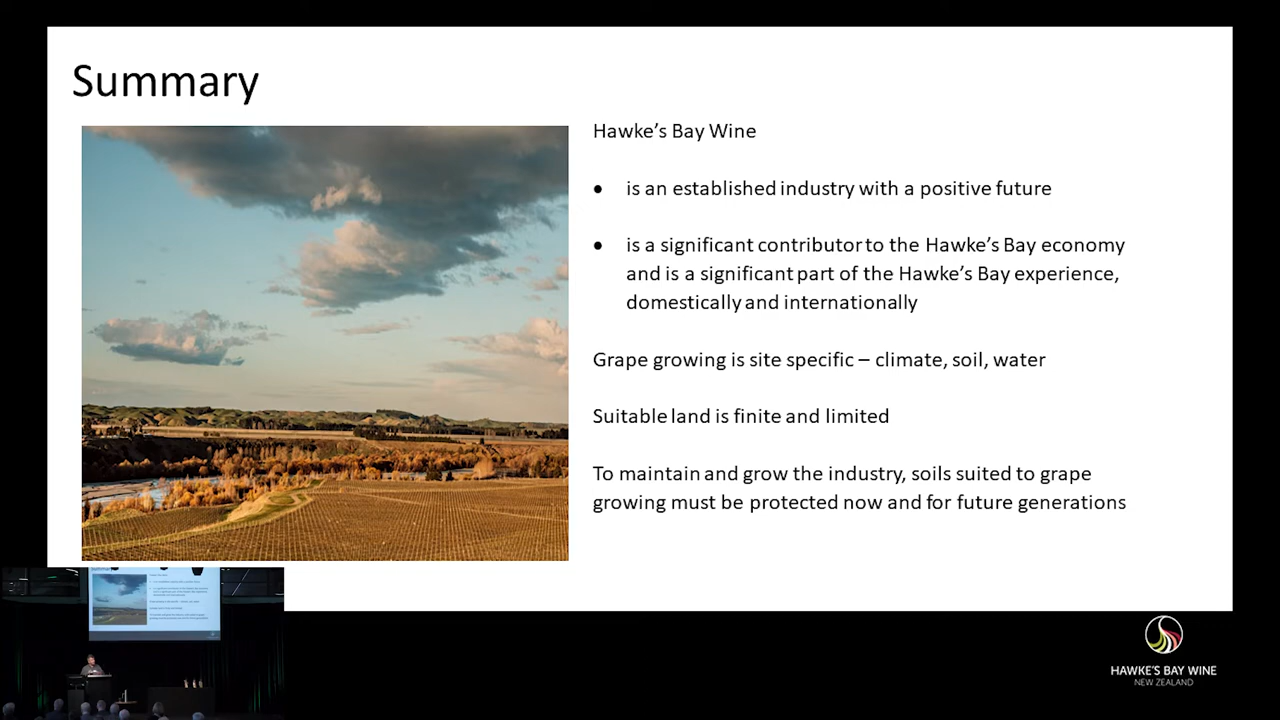 Summary
Hawke's Bay Wine
• is an established industry with a positive future
• is a significant contributor to the Hawke's Bay economy
and is a significant part of the Hawke's Bay experience,
domestically and internationally
Grape growing is site specific – climate, soil, water
Suitable land is finite and limited
To maintain and grow the industry, soils suited to grape
growing must be protected now and for future generations
HAWKE'S BAY WINE
NEW ZEALAND
Summary